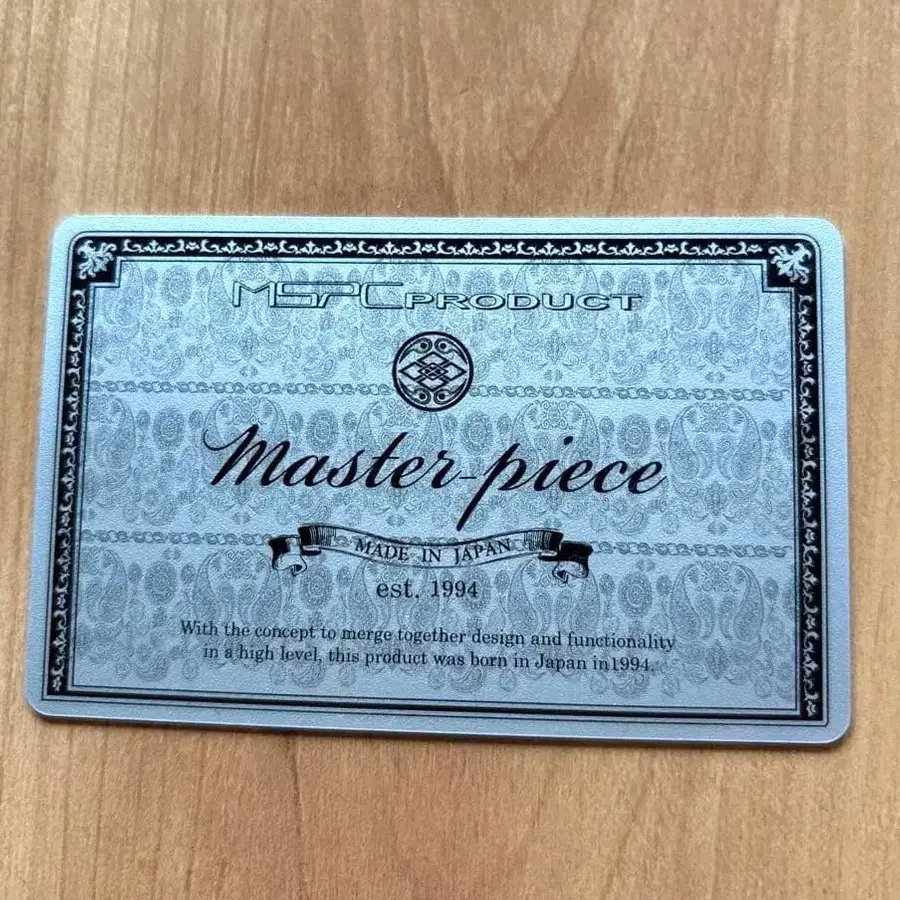 MSPC PRODUCT
Master-piece
MADE IN JAPAN
est. 1994
With the concept to merge together design and functionality
in a high level, this product was born in Japan in1994.